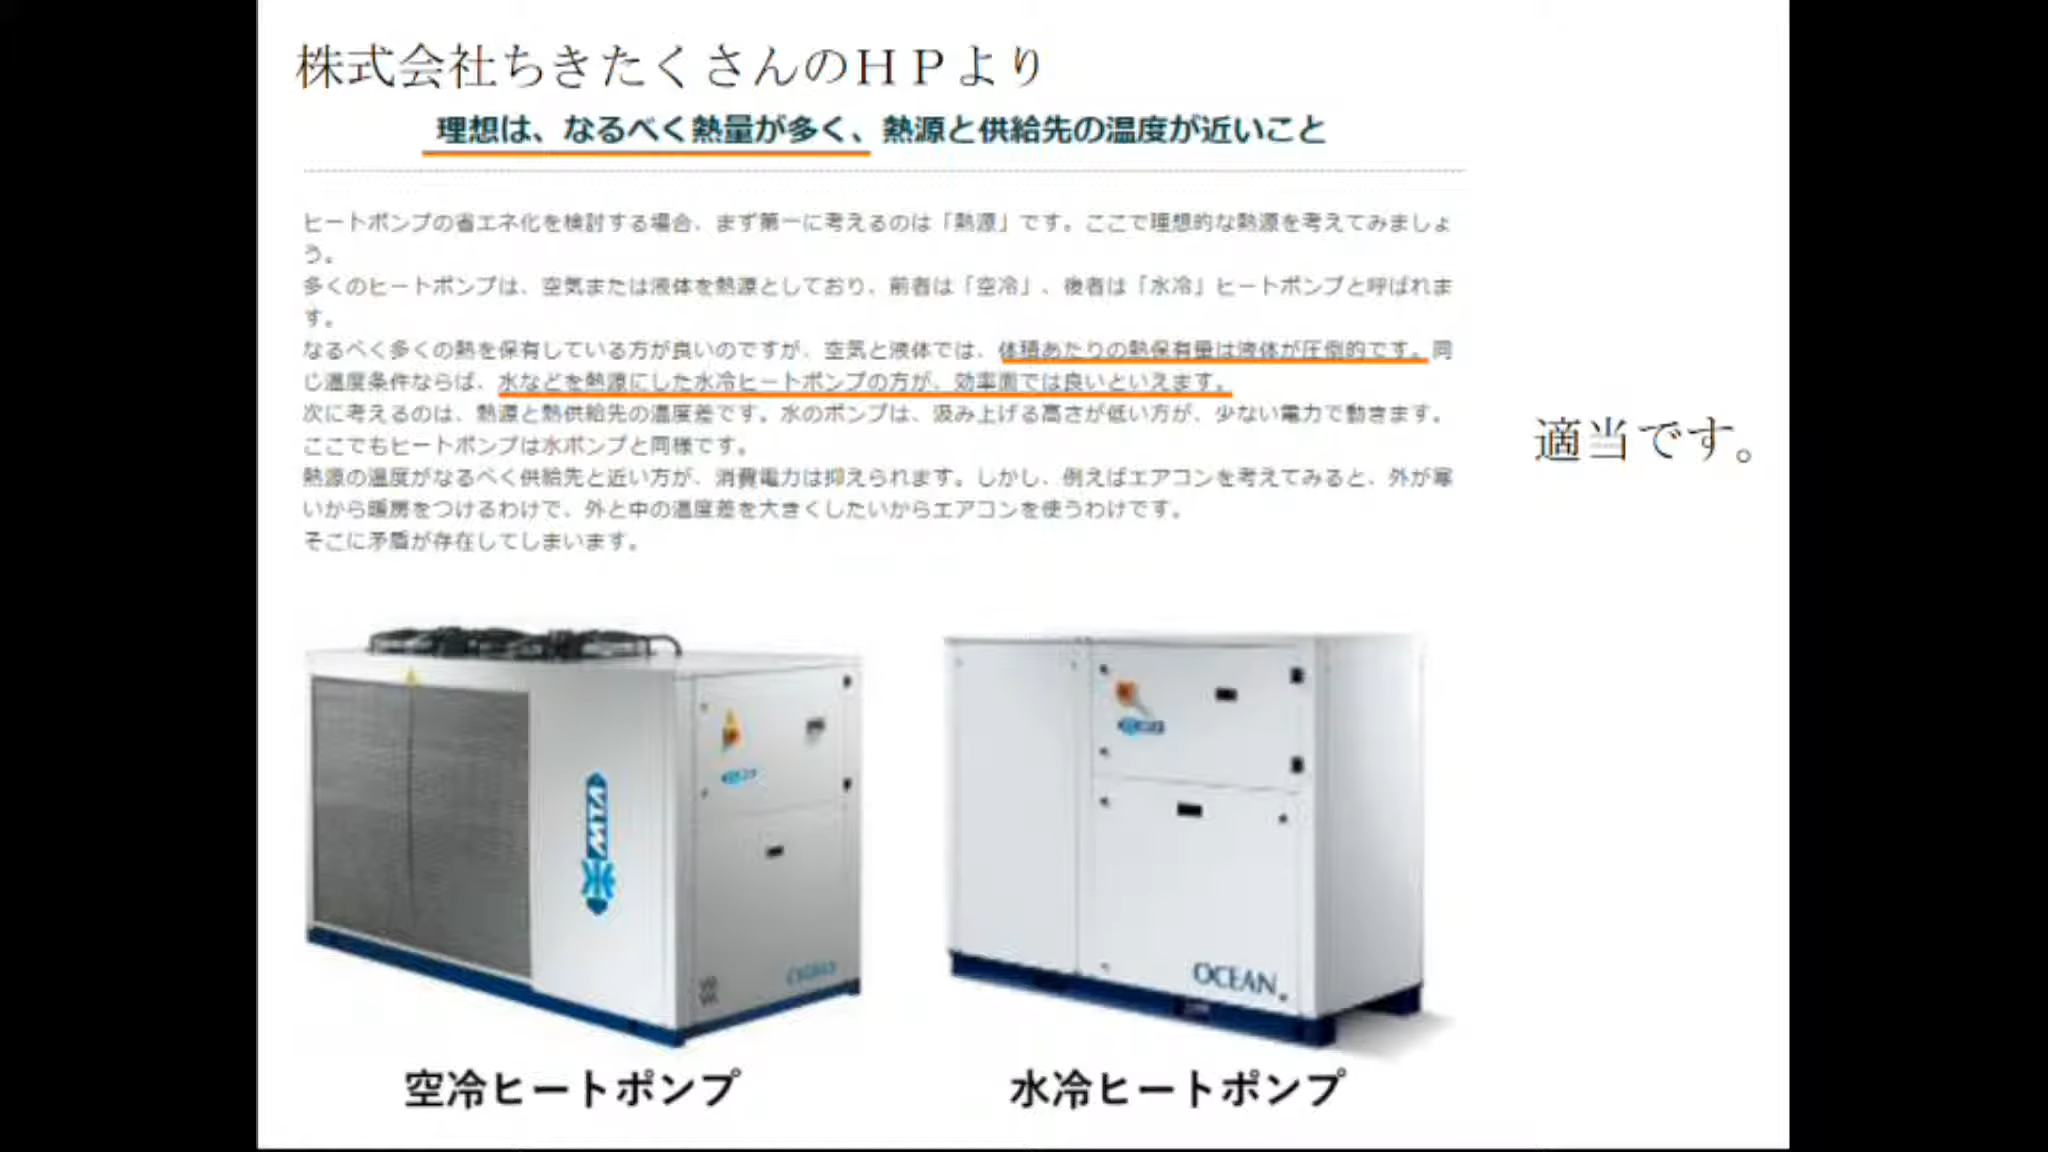 株式会社ちきたくさんのＨＰより
理想は、なるべく熱量が多く、熱源と供給先の温度が近いこと
ヒートポンプの省エネ化を検討する場合、まず第一に考えるのは「熱源」です。ここで理想的な熱源を考えてみましょ
う。
多くのヒートポンプは、空気または液体を熱源としており、前者は「空冷」、後者は「水冷」ヒートポンプと呼ばれま
す。
なるべく多くの熱を保有している方が良いのですが、空気と液体では、体積あたりの熱保有量は液体が圧倒的です。同
じ温度条件ならば、水などを熱源にした水冷ヒートポンプの方が、効率面では良いといえます。
次に考えるのは、熱源と熱供給先の温度差です。水のポンプは、汲み上げる高さが低い方が、少ない電力で動きます。
ここでもヒートポンプは水ポンプと同様です。
熱源の温度がなるべく供給先と近い方が、消費電力は抑えられます。しかし、例えばエアコンを考えてみると、外が寒
いから暖房をつけるわけで、外と中の温度差を大きくしたいからエアコンを使うわけです。
そこに矛盾が存在してしまいます。
適当です。
MTA
OCEAN
空冷ヒートポンプ
水冷ヒートポンプ